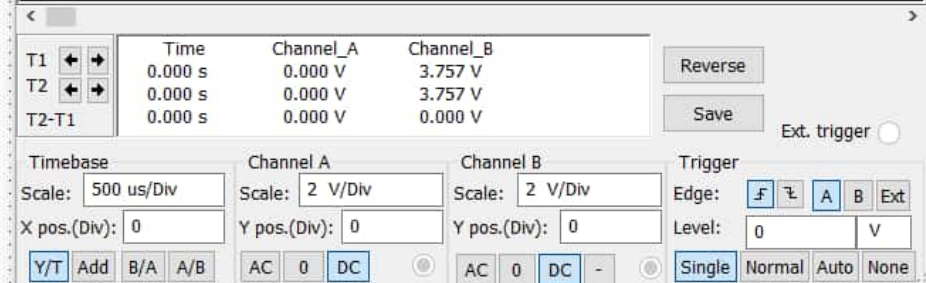 Time Channel_A Channel_B
T1 0.000 s 0.000 V 3.757 V
T2 0.000 s 0.000 V 3.757 V
T2-T1 0.000 s 0.000 V 0.000 V
Reverse
Save
Ext. trigger
Timebase
Scale: 500 us/Div
X pos.(Div): 0
Y/T Add B/A A/B
Channel A
Scale: 2 V/Div
Y pos.(Div): 0
AC 0 DC
Channel B
Scale: 2 V/Div
Y pos.(Div): 0
AC 0 DC -
Trigger
Edge: A B Ext
Level: 0 V
Single Normal Auto None